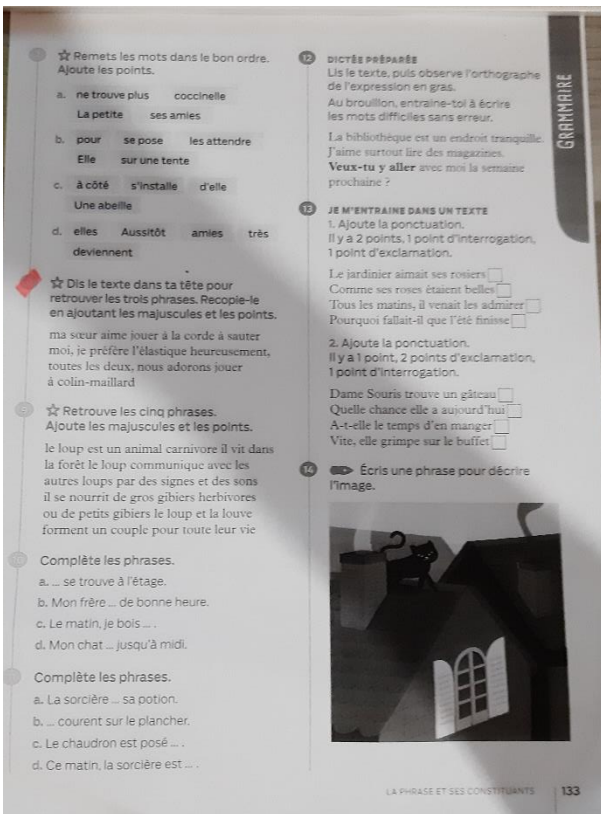 ☆ Remets les mots dans le bon ordre.
Ajoute les points.
a. ne trouve plus coccinelle
La petite ses amies
b. pour se pose les attendre
Elle sur une tente
c. à côté s'installe d'elle
Une abeille
d. elles Aussitôt amies très
deviennent
☆ Dis le texte dans ta tête pour
retrouver les trois phrases. Recopie-le
en ajoutant les majuscules et les points.
ma sœur aime jouer à la corde à sauter
moi, je préfère l'élastique heureusement,
toutes les deux, nous adorons jouer
à colin-maillard
☆ Retrouve les cinq phrases.
Ajoute les majuscules et les points.
le loup est un animal carnivore il vit dans
la forêt le loup communique avec les
autres loups par des signes et des sons
il se nourrit de gros gibiers herbivores
ou de petits gibiers le loup et la louve
forment un couple pour toute leur vie
Complète les phrases.
a. ... se trouve à l'étage.
b. Mon frère ... de bonne heure.
c. Le matin, je bois ... .
d. Mon chat ... jusqu'à midi.
Complète les phrases.
a. La sorcière ... sa potion.
b. ... courent sur le plancher.
c. Le chaudron est posé ... .
d. Ce matin, la sorcière est ... .
12 DICTÉE PRÉPARÉE
Lis le texte, puis observe l'orthographe
de l'expression en gras.
Au brouillon, entraine-toi à écrire
les mots difficiles sans erreur.
La bibliothèque est un endroit tranquille.
J'aime surtout lire des magazines.
Veux-tu y aller avec moi la semaine
prochaine ?
13 JE M'ENTRAINE DANS UN TEXTE
1. Ajoute la ponctuation.
Il y a 2 points, 1 point d'interrogation,
1 point d'exclamation.
Le jardinier aimait ses rosiers
Comme ses roses étaient belles
Tous les matins, il venait les admirer
Pourquoi fallait-il que l'été finisse
2. Ajoute la ponctuation.
Il y a 1 point, 2 points d'exclamation,
1 point d'interrogation.
Dame Souris trouve un gâteau
Quelle chance elle a aujourd'hui
A-t-elle le temps d'en manger
Vite, elle grimpe sur le buffet
14 Écris une phrase pour décrire
l'image.
GRAMMAIRE
LA PHRASE ET SES CONSTITUANTS 133